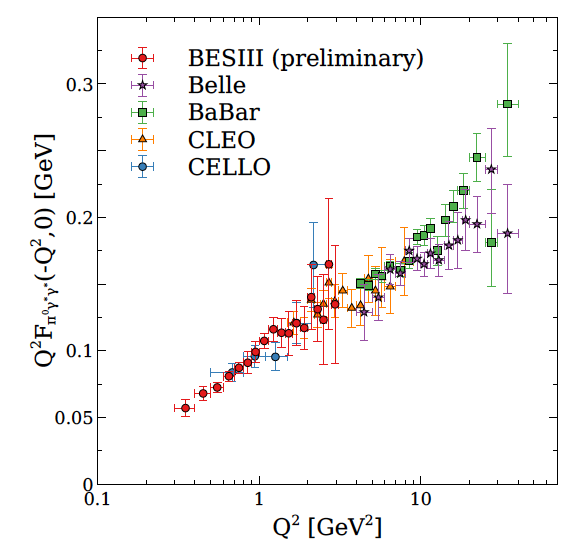 BESIII (preliminary)
Belle
BaBar
CLEO
CELLO
Q²F_{π⁰γ*γ*}(-Q²,0) [GeV]
0.3
0.2
0.1
0.05
0
0.1
1
10
Q² [GeV²]